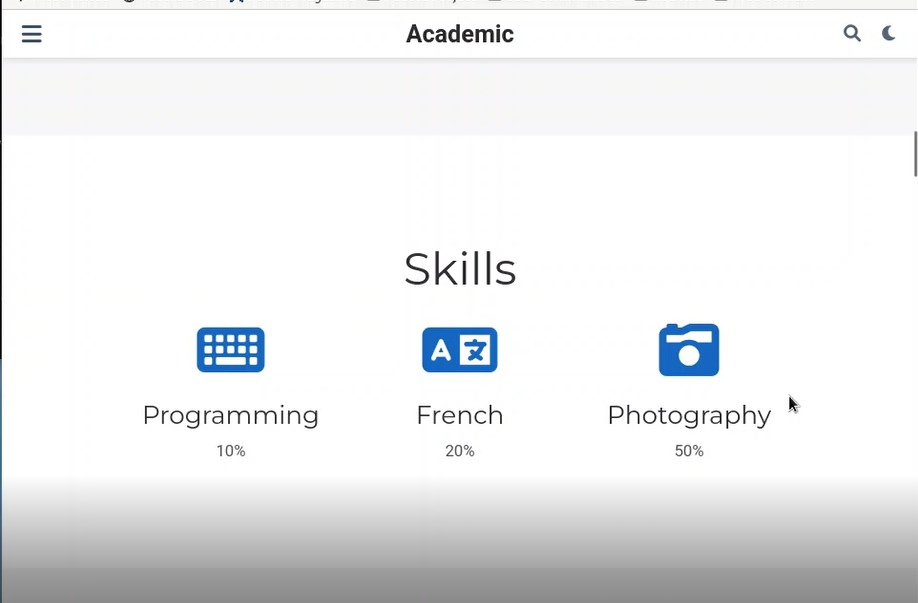 Academic
Skills
Programming French Photography
10% 20% 50%